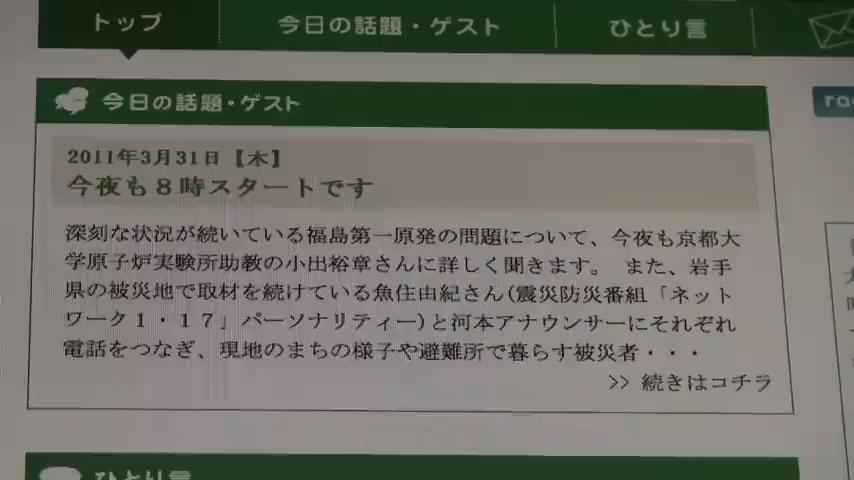 トップ
今日の話題・ゲスト
ひとり言
今日の話題・ゲスト
2011年3月31日【木】
今夜も８時スタートです
深刻な状況が続いている福島第一原発の問題について、今夜も京都大
学原子炉実験所助教の小出裕章さんに詳しく聞きます。 また、岩手
県の被災地で取材を続けている魚住由紀さん(震災防災番組「ネット
ワーク１・１７」パーソナリティー)と河本アナウンサーにそれぞれ
電話をつなぎ、現地のまちの様子や避難所で暮らす被災者・・・
>> 続きはコチラ
ひとり言